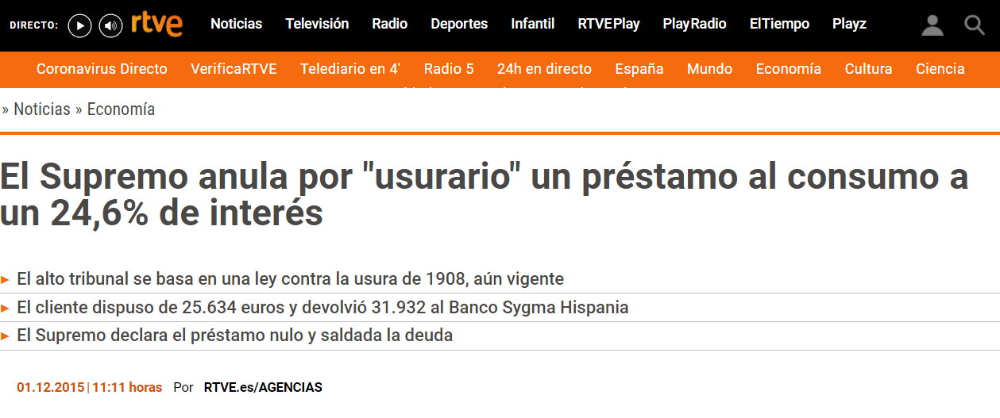 DIRECTO: rtve Noticias Televisión Radio Deportes Infantil RTVEPlay PlayRadio ElTiempo Playz
Coronavirus Directo VerificaRTVE Telediario en 4' Radio 5 24h en directo España Mundo Economía Cultura Ciencia
» Noticias » Economía
El Supremo anula por "usurario" un préstamo al consumo a
un 24,6% de interés
El alto tribunal se basa en una ley contra la usura de 1908, aún vigente
El cliente dispuso de 25.634 euros y devolvió 31.932 al Banco Sygma Hispania
El Supremo declara el préstamo nulo y saldada la deuda
01.12.2015 | 11:11 horas Por RTVE.es/AGENCIAS